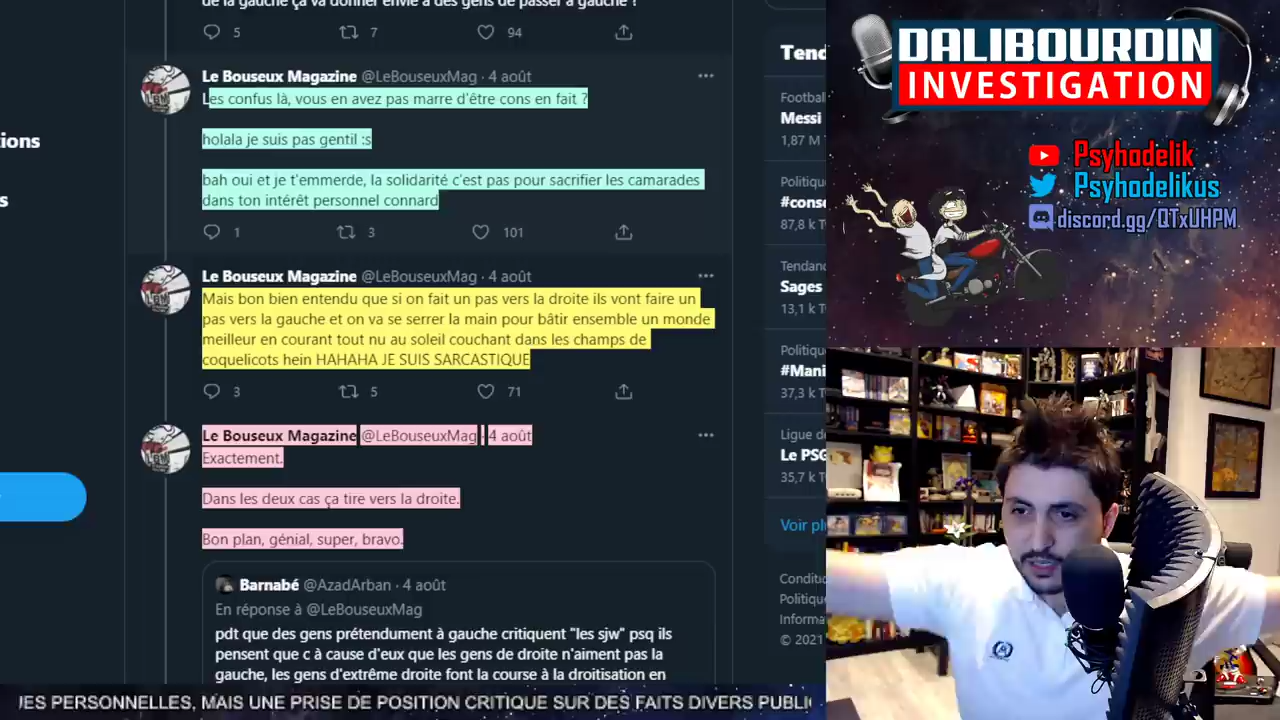 de la gauche ça va donner envie à des gens de passer à gauche ?
5 7 94
Le Bouseux Magazine @LeBouseuxMag · 4 août
Les confus là, vous en avez pas marre d'être cons en fait ?
holala je suis pas gentil :s
bah oui et je t'emmerde, la solidarité c'est pas pour sacrifier les camarades
dans ton intérêt personnel connard
1 3 101
Le Bouseux Magazine @LeBouseuxMag · 4 août
Mais bon bien entendu que si on fait un pas vers la droite ils vont faire un
pas vers la gauche et on va se serrer la main pour bâtir ensemble un monde
meilleur en courant tout nu au soleil couchant dans les champs de
coquelicots hein HAHAHA JE SUIS SARCASTIQUE
3 5 71
Le Bouseux Magazine @LeBouseuxMag · 4 août
Exactement.
Dans les deux cas ça tire vers la droite.
Bon plan, génial, super, bravo.
Barnabé @AzadArban · 4 août
En réponse à @LeBouseuxMag
pdt que des gens prétendument à gauche critiquent "les sjw" psq ils
pensent que c à cause d'eux que les gens de droite n'aiment pas la
gauche, les gens d'extrême droite font la course à la droitisation en
ions
s
Tend
Footbal
Messi
1,87 M
Politiqu
#cons
87,8 k T
Tendanc
Sages
13,1 k T
Politiqu
#Mani
37,3 k T
Ligue de
Le PSG
35,7 k T
Voir plu
Conditi
Politiqu
Informa
© 2021
DALIBOURDIN
INVESTIGATION
Psyhodelik
Psyhodelikus
discord.gg/QTxUHPM
JES PERSONNELLES, MAIS UNE PRISE DE POSITION CRITIQUE SUR DES FAITS DIVERS PUBLI